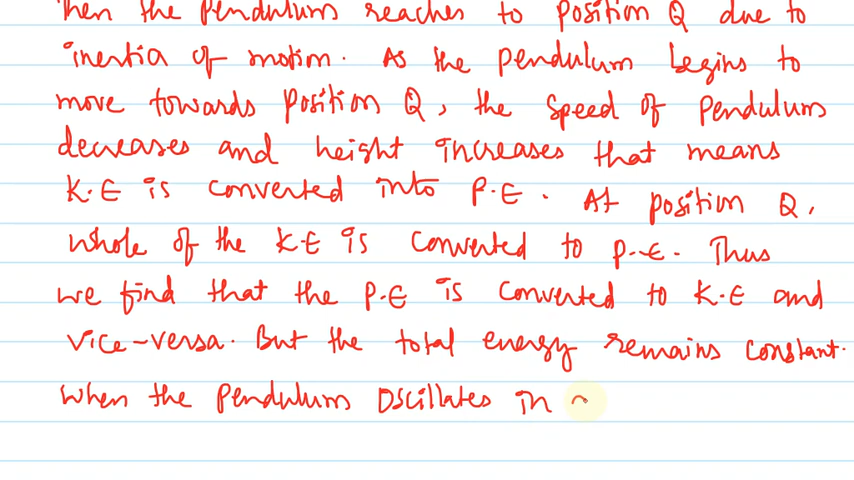 Then the Pendulum reaches to position Q due to
inertia of motion. As the pendulum begins to
move towards Position Q, the speed of Pendulum
decreases and height increases that means
K.E is converted into P.E. At position Q,
whole of the K.E is converted to P.E. Thus
we find that the P.E is converted to K.E and
vice-versa. But the total energy remains constant.
When the Pendulum Oscillates in